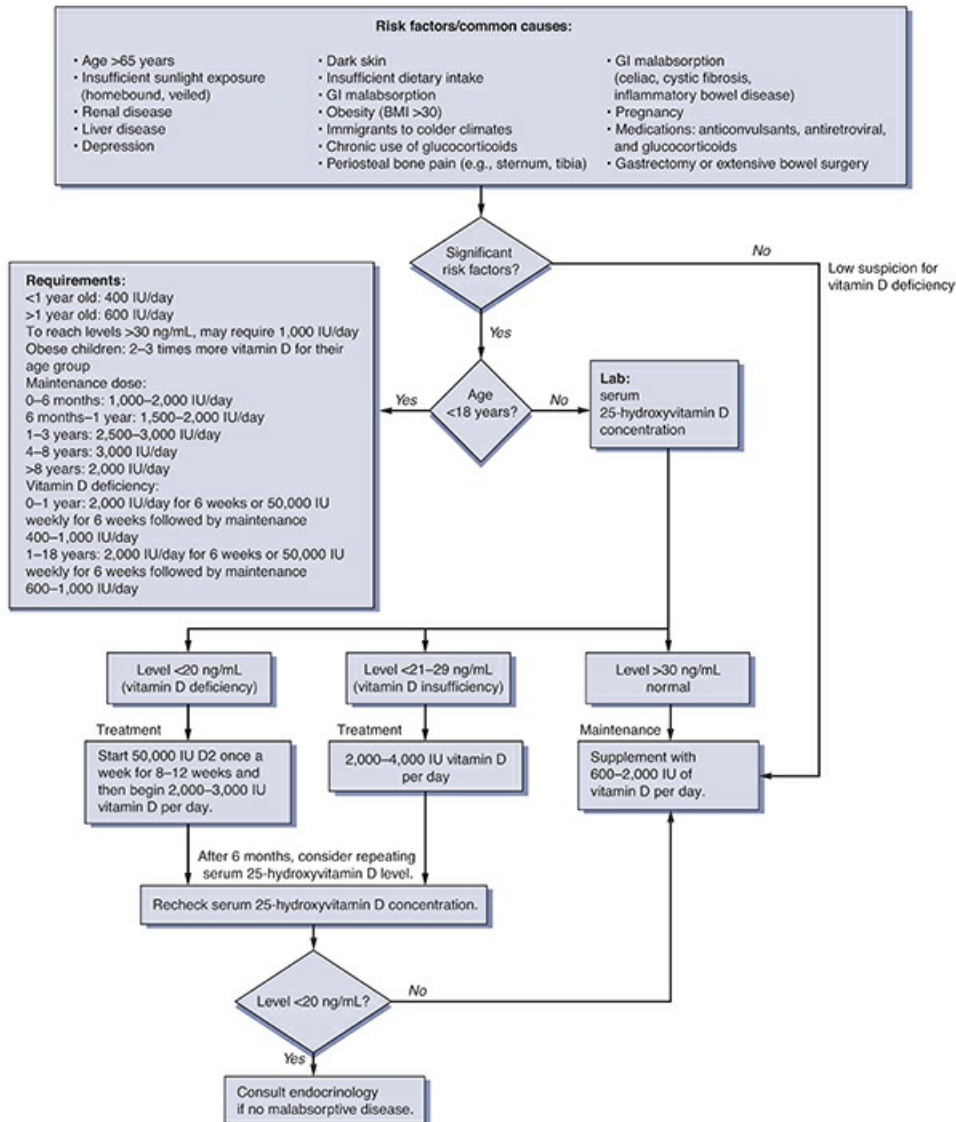 Risk factors/common causes:
• Age >65 years
• Insufficient sunlight exposure
(homebound, veiled)
• Renal disease
• Liver disease
• Depression
• Dark skin
• Insufficient dietary intake
• GI malabsorption
• Obesity (BMI >30)
• Immigrants to colder climates
• Chronic use of glucocorticoids
• Periosteal bone pain (e.g., sternum, tibia)
• GI malabsorption
(celiac, cystic fibrosis,
inflammatory bowel disease)
• Pregnancy
• Medications: anticonvulsants, antiretroviral,
and glucocorticoids
• Gastrectomy or extensive bowel surgery
Significant
risk factors?
No
Low suspicion for
vitamin D deficiency
Yes
Age
<18 years?
Yes
No
Lab:
serum
25-hydroxyvitamin D
concentration
Requirements:
<1 year old: 400 IU/day
>1 year old: 600 IU/day
To reach levels >30 ng/mL, may require 1,000 IU/day
Obese children: 2–3 times more vitamin D for their
age group
Maintenance dose:
0–6 months: 1,000–2,000 IU/day
6 months–1 year: 1,500–2,000 IU/day
1–3 years: 2,500–3,000 IU/day
4–8 years: 3,000 IU/day
>8 years: 2,000 IU/day
Vitamin D deficiency:
0–1 year: 2,000 IU/day for 6 weeks or 50,000 IU
weekly for 6 weeks followed by maintenance
400–1,000 IU/day
1–18 years: 2,000 IU/day for 6 weeks or 50,000 IU
weekly for 6 weeks followed by maintenance
600–1,000 IU/day
Level <20 ng/mL
(vitamin D deficiency)
Level <21–29 ng/mL
(vitamin D insufficiency)
Level >30 ng/mL
normal
Treatment
Treatment
Maintenance
Start 50,000 IU D2 once a
week for 8–12 weeks and
then begin 2,000–3,000 IU
vitamin D per day.
2,000–4,000 IU vitamin D
per day
Supplement with
600–2,000 IU of
vitamin D per day.
After 6 months, consider repeating
serum 25-hydroxyvitamin D level.
Recheck serum 25-hydroxyvitamin D concentration.
Level <20 ng/mL?
No
Yes
Consult endocrinology
if no malabsorptive disease.